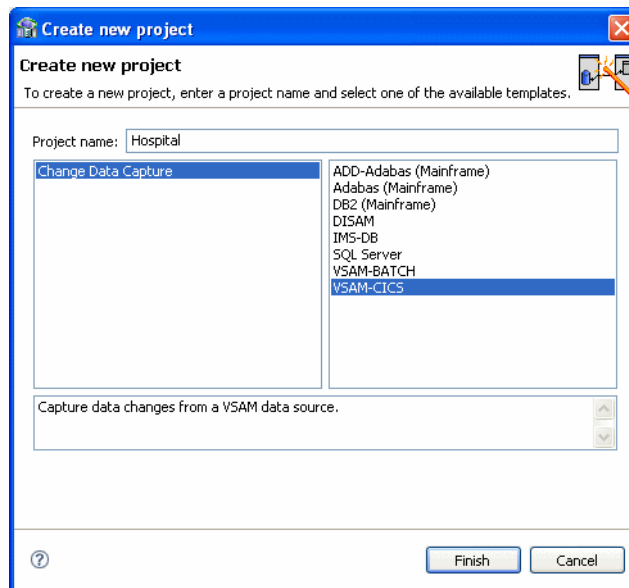 Create new project
Create new project
To create a new project, enter a project name and select one of the available templates.
Project name: Hospital
Change Data Capture
ADD-Adabas (Mainframe)
Adabas (Mainframe)
DB2 (Mainframe)
DISAM
IMS-DB
SQL Server
VSAM-BATCH
VSAM-CICS
Capture data changes from a VSAM data source.
?
Finish
Cancel